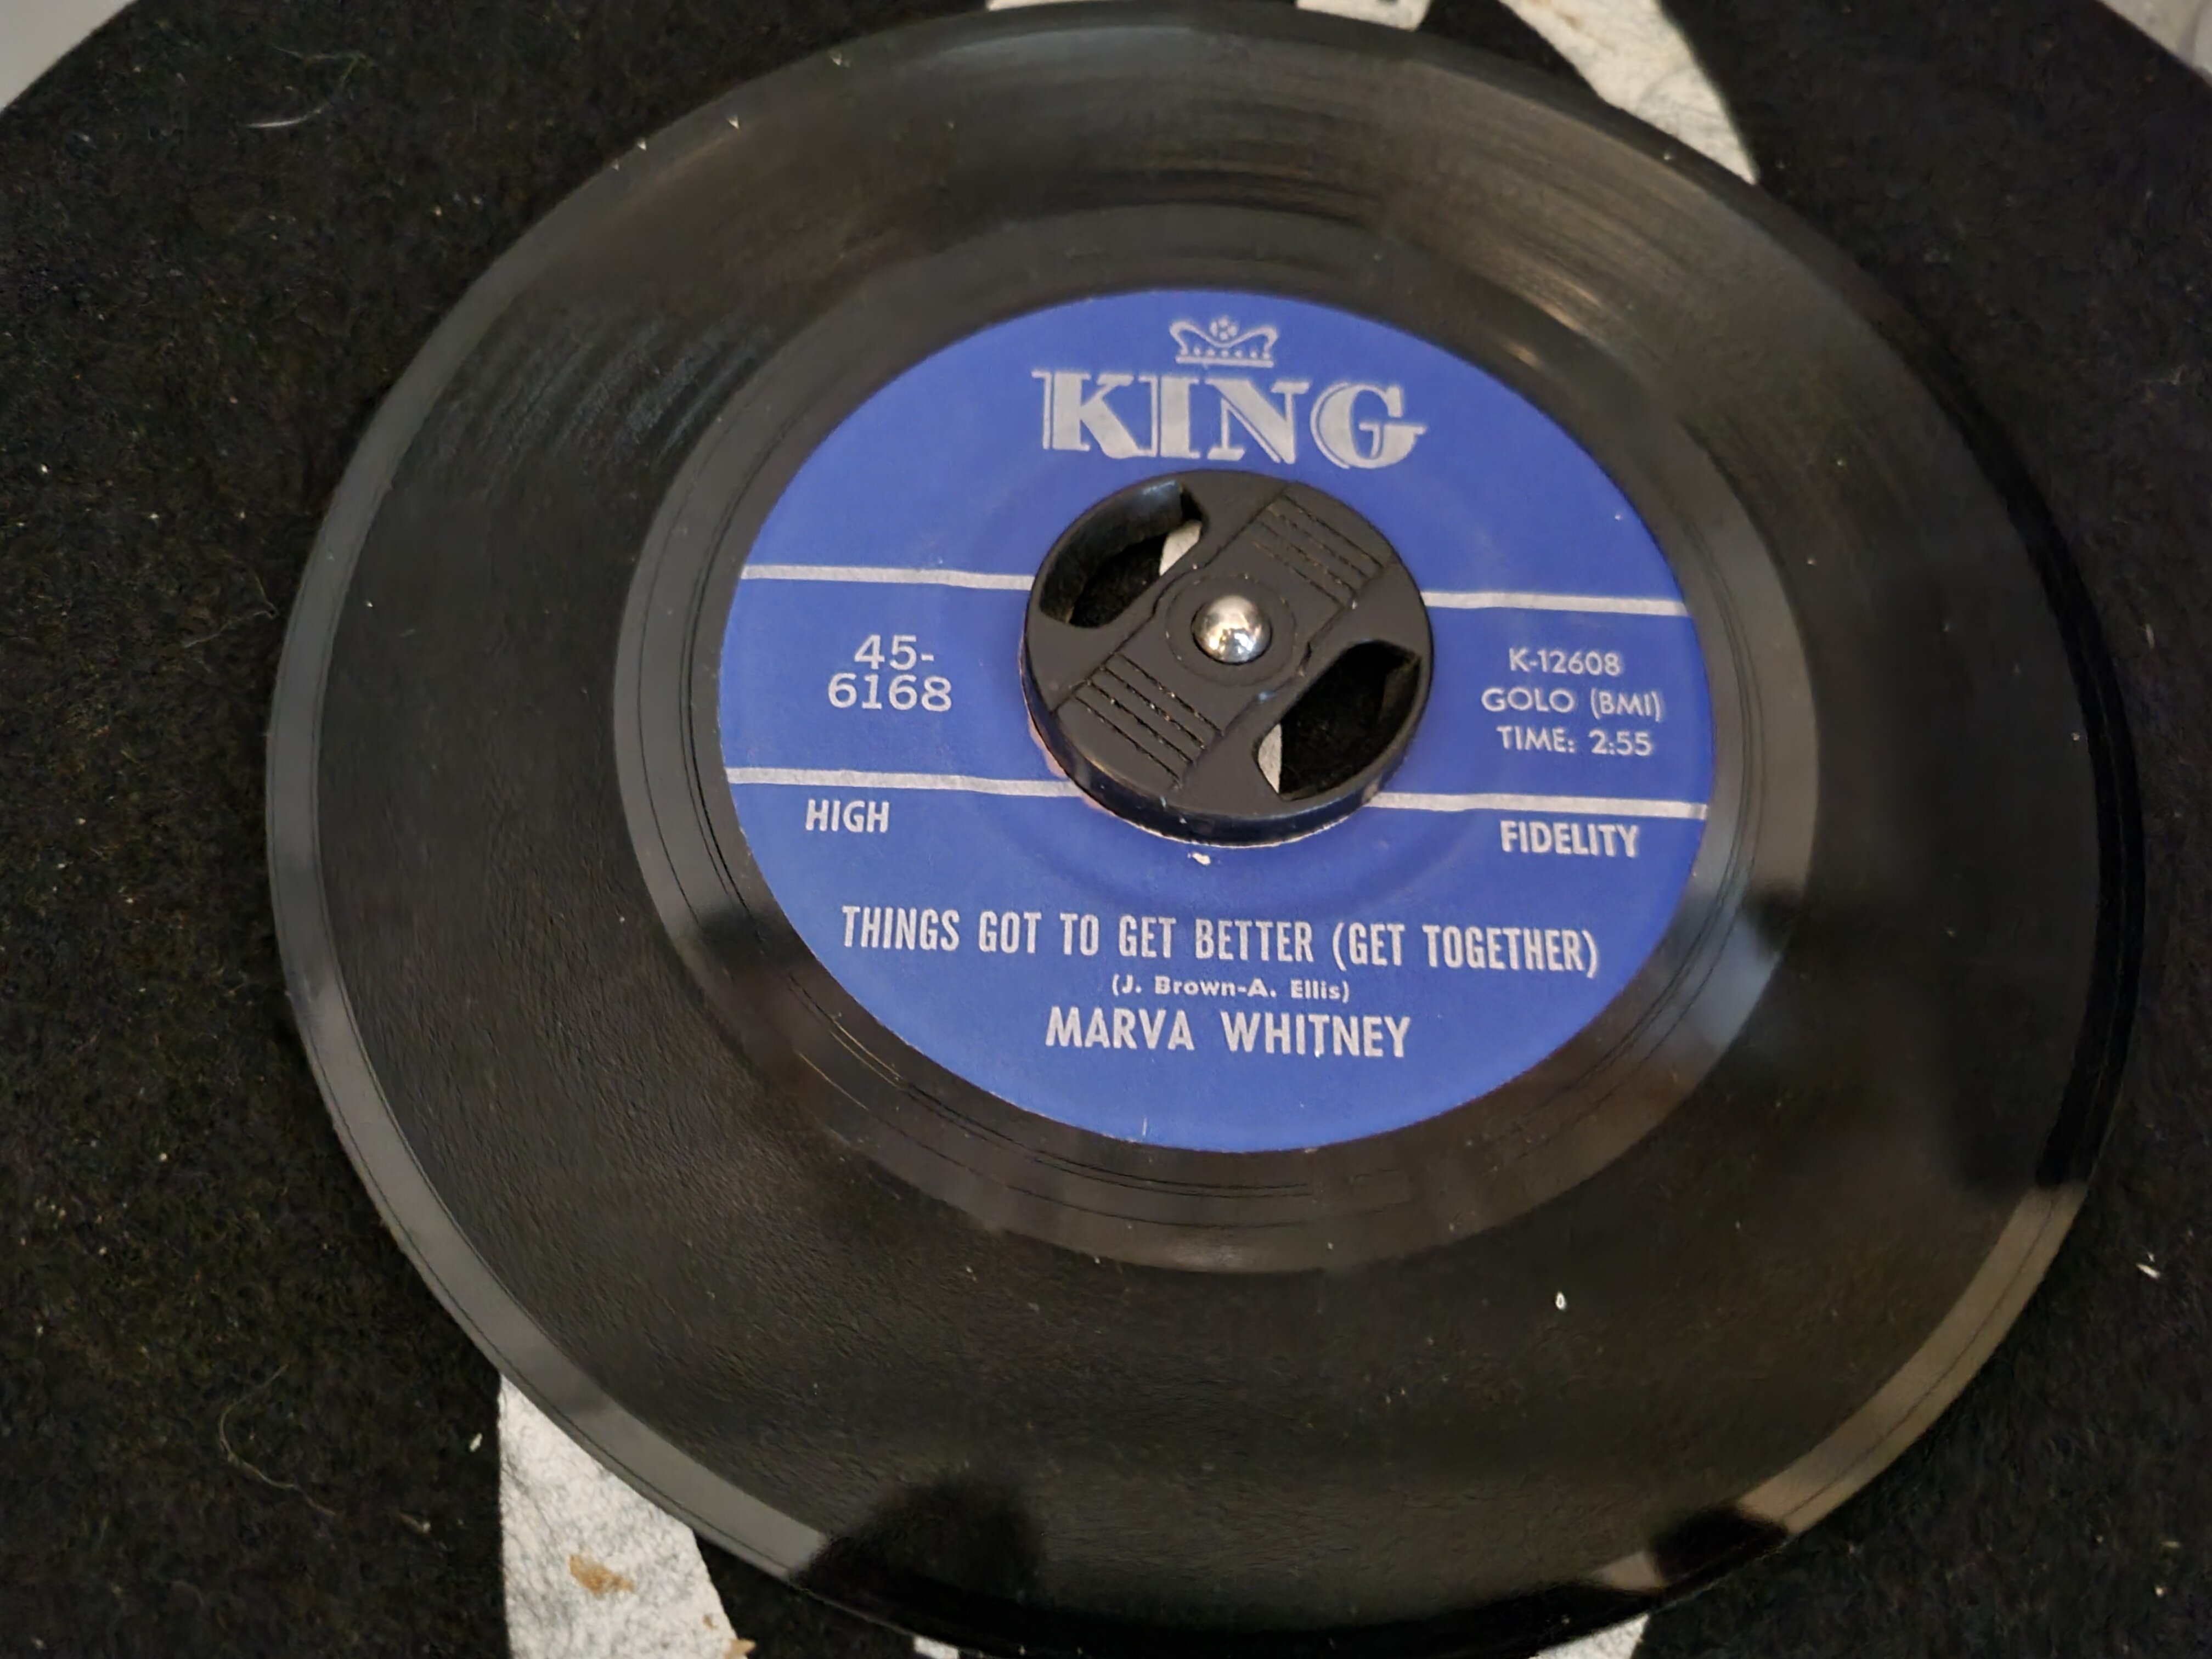 KING
45-
6168
K-12608
GOLO (BMI)
TIME: 2:55
HIGH
FIDELITY
THINGS GOT TO GET BETTER (GET TOGETHER)
(J. Brown-A. Ellis)
MARVA WHITNEY